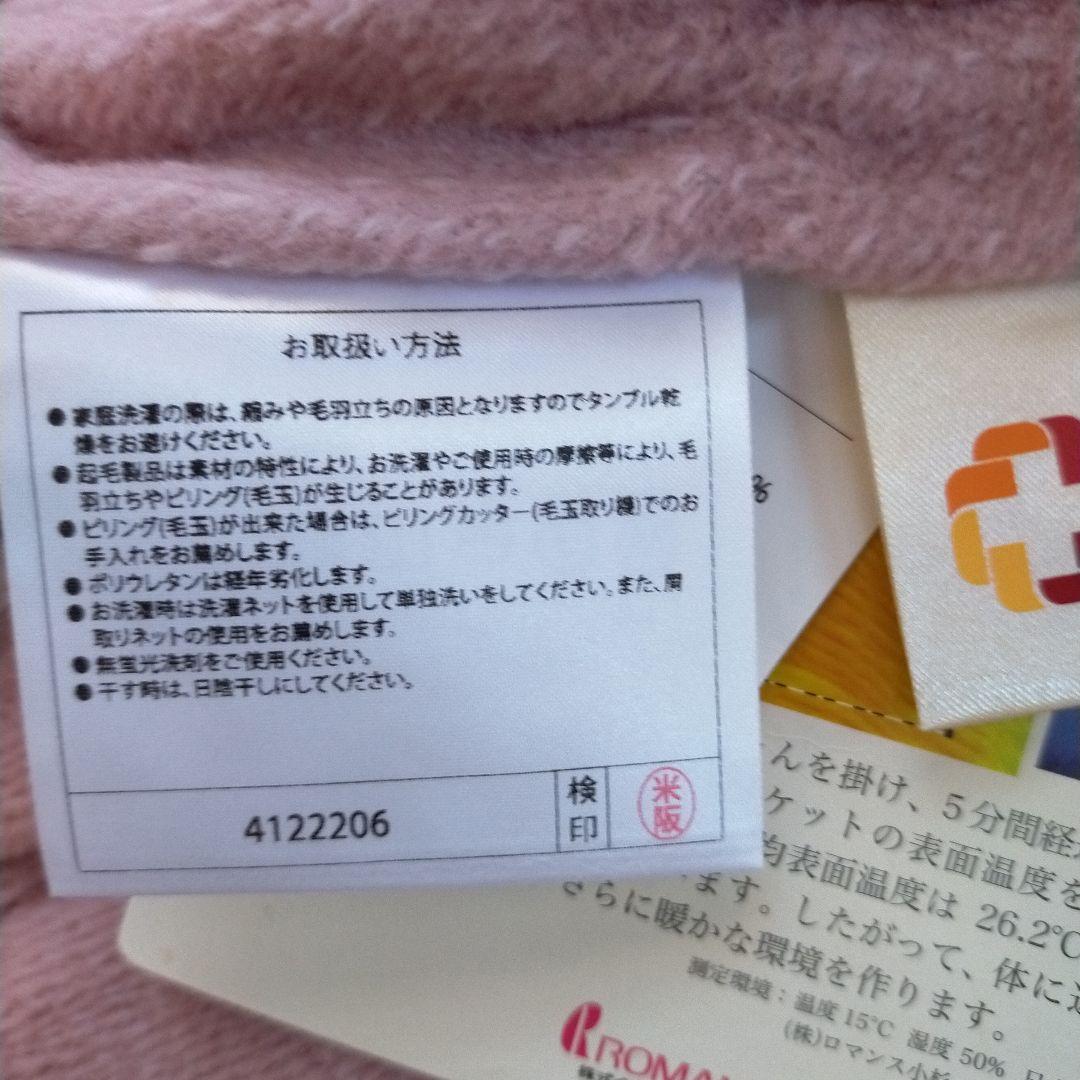 お取扱い方法
● 家庭洗濯の際は、縮みや毛羽立ちの原因となりますのでタンブル乾
燥をお避けください。
● 起毛製品は素材の特性により、お洗濯やご使用時の摩擦等により、毛
羽立ちやピリング(毛玉)が生じることがあります。
● ピリング(毛玉)が出来た場合は、ピリングカッター(毛玉取り機)でのお
手入れをお薦めします。
● ポリウレタンは経年劣化します。
● お洗濯時は洗濯ネットを使用して単独洗いをしてください。また、屑
取りネットの使用をお薦めします。
● 無蛍光洗剤をご使用ください。
● 干す時は、日陰干しにしてください。
4122206
検
印
米
阪
さんを掛け、5分間経
ケットの表面温度を
均表面温度は 26.2℃
ます。したがって、体に
さらに暖かな環境を作ります。
測定環境：温度 15℃ 湿度 50%
(株)ロマンス小杉
ROMAN
株式